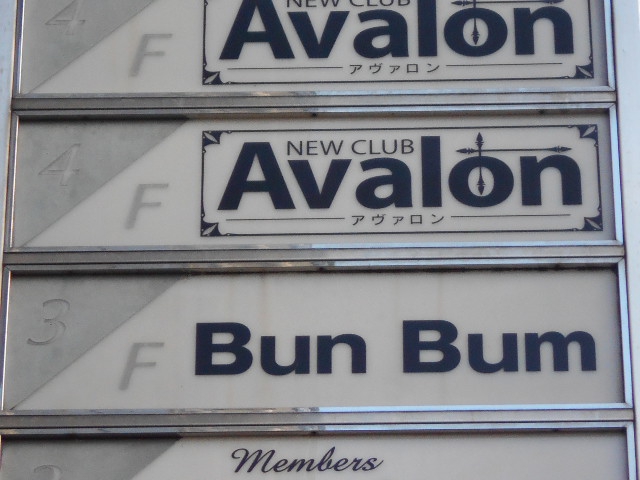 4
F
NEW CLUB
Avalon
アヴァロン
4
F
NEW CLUB
Avalon
アヴァロン
3
F
Bun Bum
Members